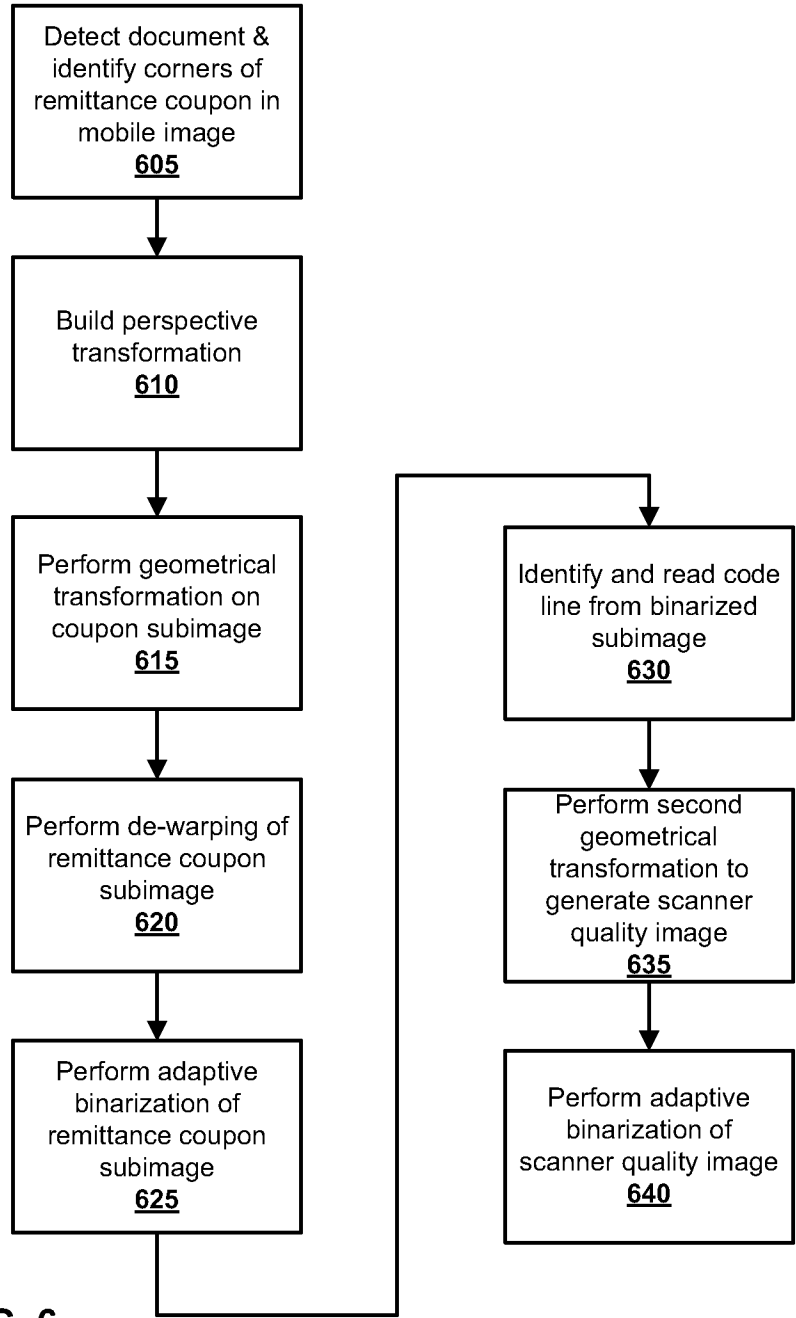 Detect document &
identify corners of
remittance coupon in
mobile image
605
Build perspective
transformation
610
Perform geometrical
transformation on
coupon subimage
615
Perform de-warping of
remittance coupon
subimage
620
Perform adaptive
binarization of
remittance coupon
subimage
625
Identify and read code
line from binarized
subimage
630
Perform second
geometrical
transformation to
generate scanner
quality image
635
Perform adaptive
binarization of
scanner quality image
640